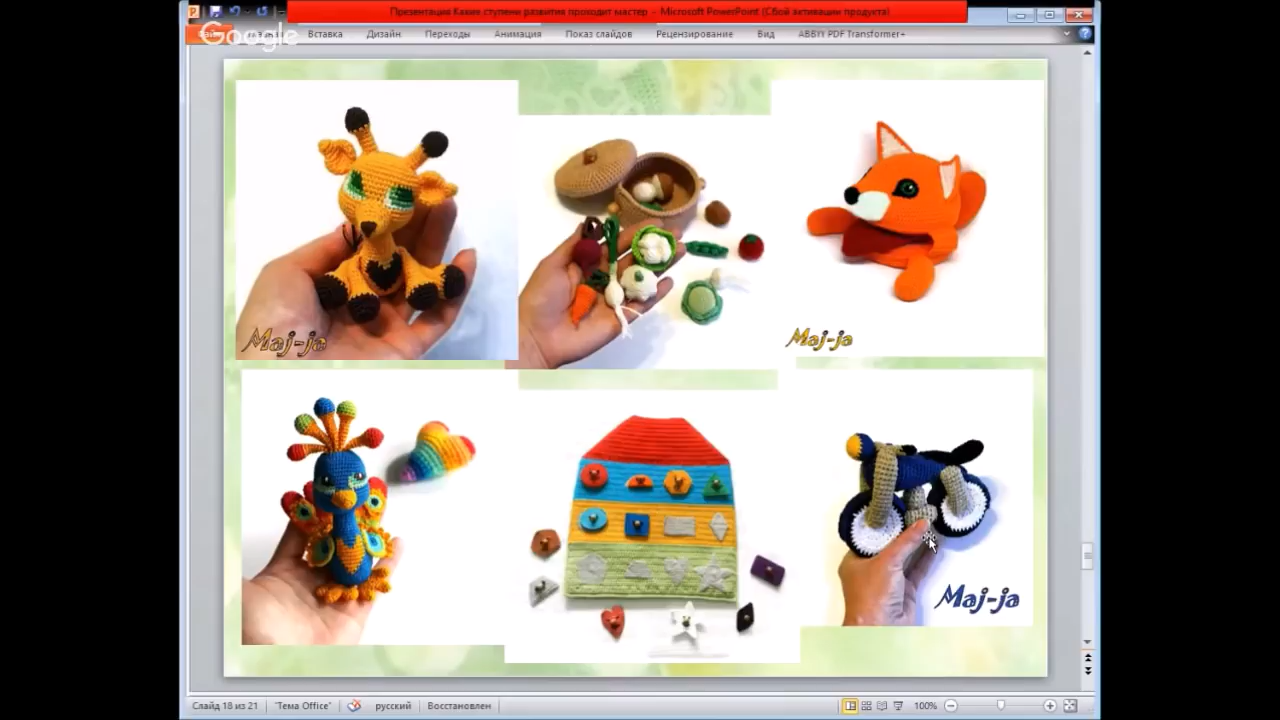 Презентация Какие ступени развития проходит мастер - Microsoft PowerPoint (Сбой активации продукта)
Google
Вставка Дизайн Переходы Анимация Показ слайдов Рецензирование Вид ABBYY PDF Transformer+
Maj-ja
Maj-ja
Maj-ja
Слайд 18 из 21 "Тема Office" русский Восстановлен 100%